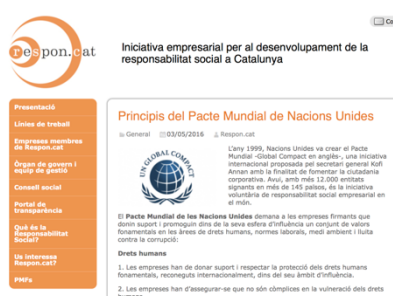 respon.cat
Co
Iniciativa empresarial per al desenvolupament de la
responsabilitat social a Catalunya
Presentació
Línies de treball
Empreses membres
de Respon.cat
Òrgan de govern i
equip de gestió
Consell social
Portal de
transparència
Què és la
Responsabilitat
Social?
Us interessa
Respon.cat?
PMFs
Principis del Pacte Mundial de Nacions Unides
General 03/05/2016 Respon.cat
UN GLOBAL COMPACT
L'any 1999, Nacions Unides va crear el Pacte
Mundial -Global Compact en anglès-, una iniciativa
internacional proposada pel secretari general Kofi
Annan amb la finalitat de fomentar la ciutadania
corporativa. Avui, amb més 12.000 entitats
signants en més de 145 països, és la iniciativa
voluntària de responsabilitat social empresarial en
el món.
El Pacte Mundial de les Nacions Unides demana a les empreses firmants que
donin suport i promoguin dins de la seva esfera d'influència un conjunt de valors
fonamentals en les àrees de drets humans, normes laborals, medi ambient i lluita
contra la corrupció:
Drets humans
1. Les empreses han de donar suport i respectar la protecció dels drets humans
fonamentals, reconeguts internacionalment, dins del seu àmbit d'influència.
2. Les empreses han d'assegurar-se que no són còmplices en la vulneració dels drets